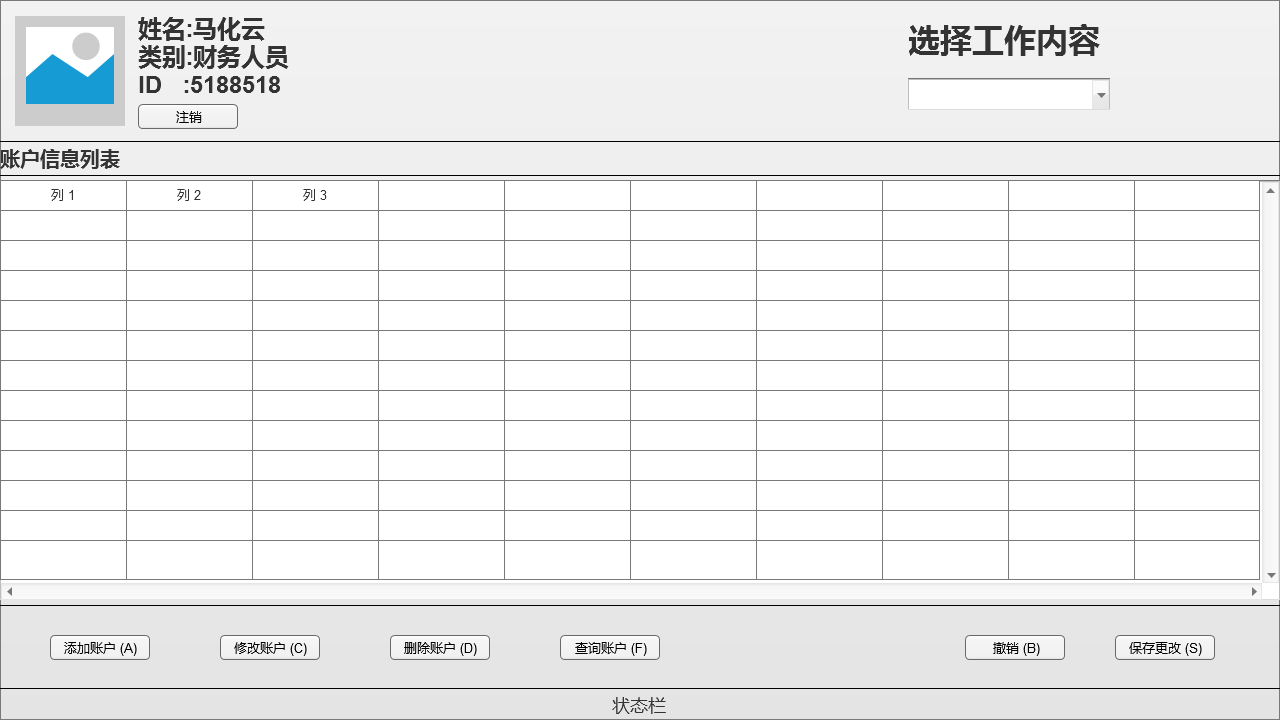 姓名:马化云
类别:财务人员
ID :5188518
注销
选择工作内容
账户信息列表
列 1 列 2 列 3
添加账户 (A) 修改账户 (C) 删除账户 (D) 查询账户 (F) 撤销 (B) 保存更改 (S)
状态栏